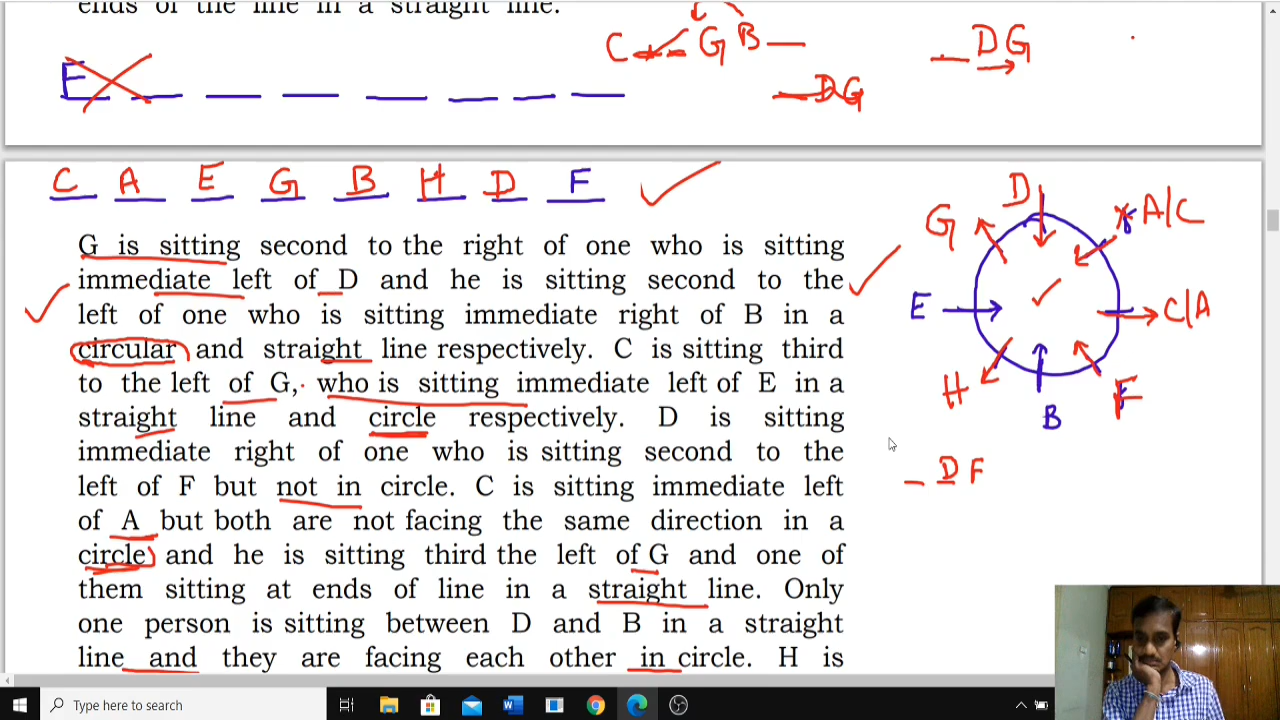 ends of the line in a straight line.
C G B
D G
E
D G
C A E G B H D F
D
G
A/C
E
C/A
H
B
F
G is sitting second to the right of one who is sitting
immediate left of D and he is sitting second to the
left of one who is sitting immediate right of B in a
circular and straight line respectively. C is sitting third
to the left of G, who is sitting immediate left of E in a
straight line and circle respectively. D is sitting
immediate right of one who is sitting second to the
left of F but not in circle. C is sitting immediate left
of A but both are not facing the same direction in a
circle and he is sitting third the left of G and one of
them sitting at ends of line in a straight line. Only
one person is sitting between D and B in a straight
line and they are facing each other in circle. H is
D F
Type here to search